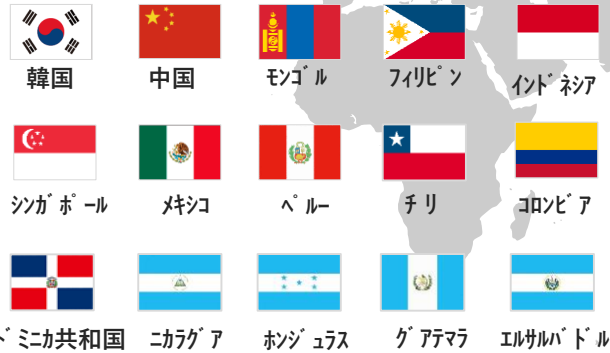 韓国
中国
ﾓﾝｺﾞﾙ
ﾌｨﾘﾋﾟﾝ
ｲﾝﾄﾞﾈｼｱ
ｼﾝｶﾞﾎﾟｰﾙ
ﾒｷｼｺ
ﾍﾟﾙｰ
チリ
ｺﾛﾝﾋﾞｱ
ﾄﾞﾐﾆｶ共和国
ﾆｶﾗｸﾞｱ
ﾎﾝｼﾞｭﾗｽ
ｸﾞｱﾃﾏﾗ
ｴﾙｻﾙﾊﾞﾄﾞﾙ